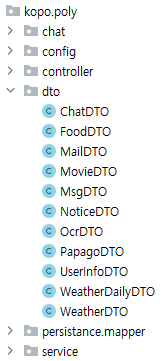 kopo.poly
chat
config
controller
dto
ChatDTO
FoodDTO
MailDTO
MovieDTO
MsgDTO
NoticeDTO
OcrDTO
PapagoDTO
UserInfoDTO
WeatherDailyDTO
WeatherDTO
persistance.mapper
service